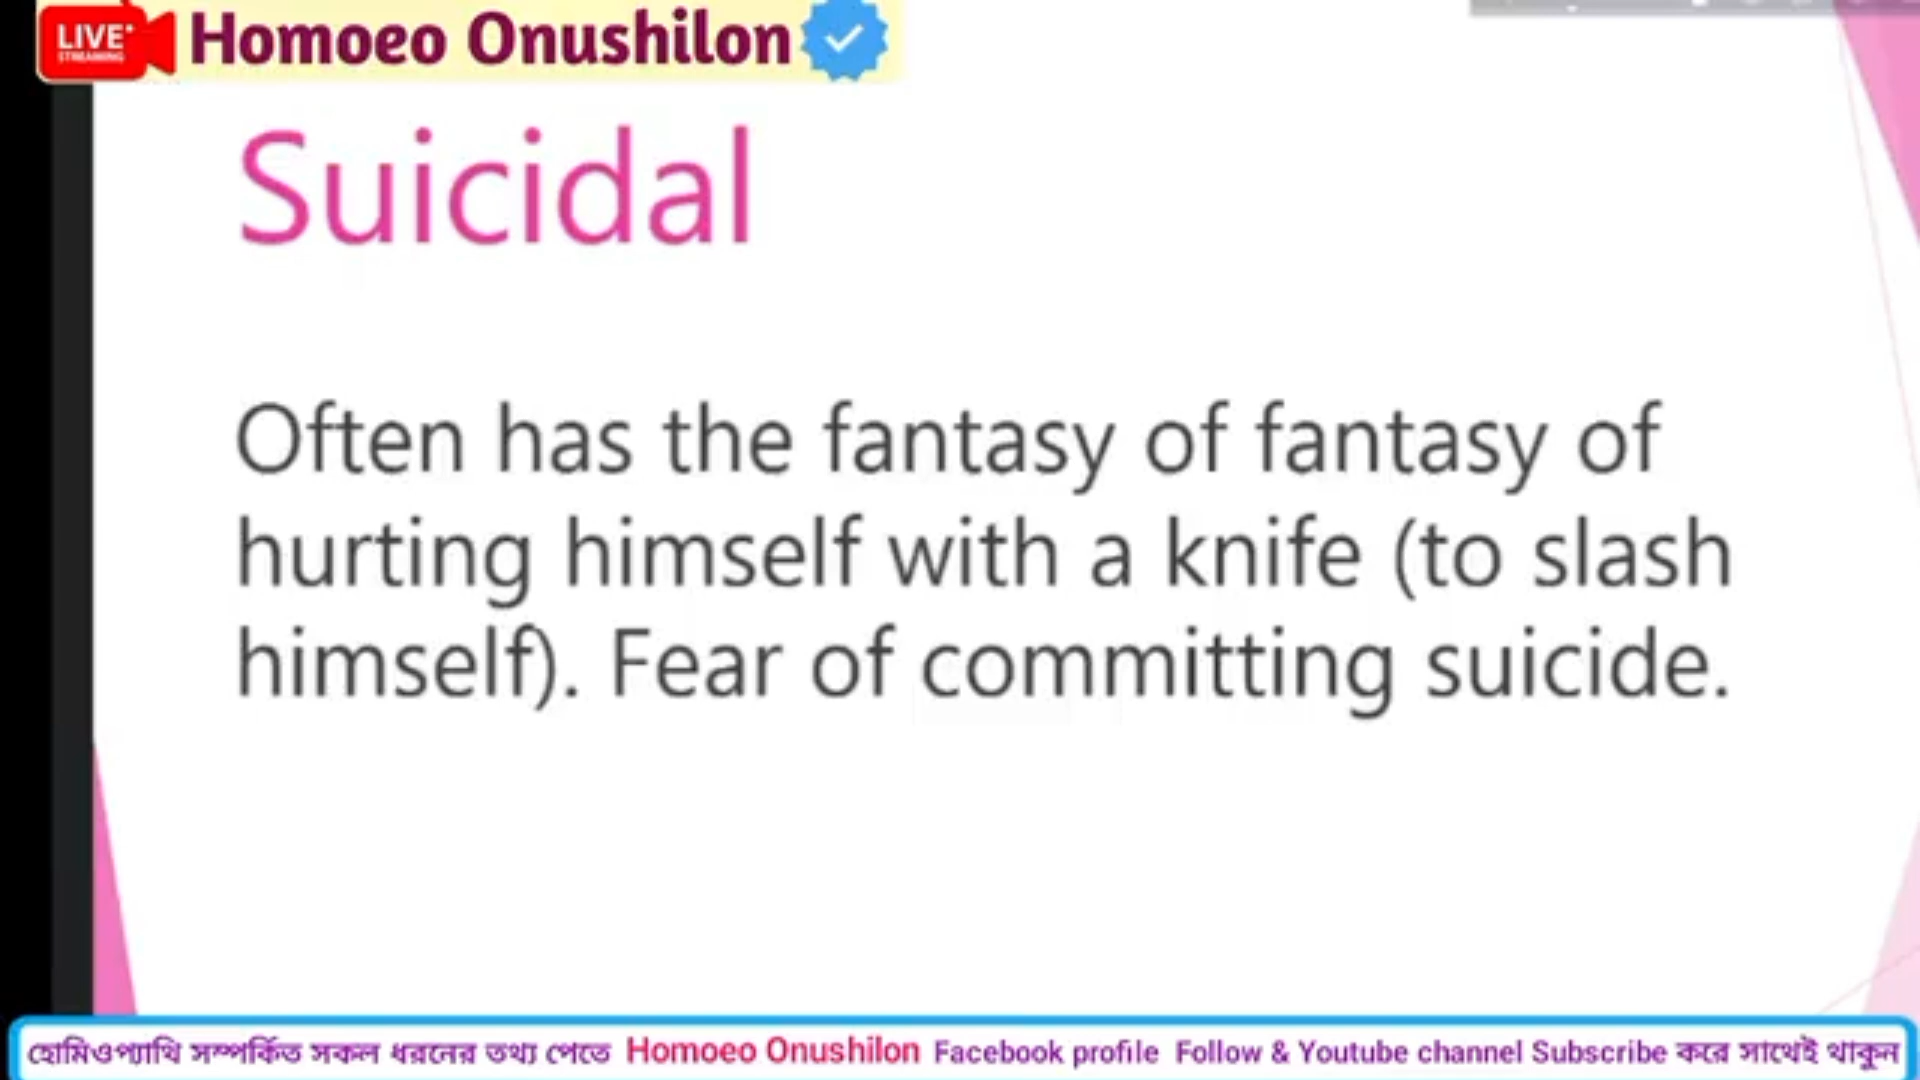 LIVE
STREAMING
Homoeo Onushilon
Suicidal
Often has the fantasy of fantasy of
hurting himself with a knife (to slash
himself). Fear of committing suicide.
হোমিওপ্যাথি সম্পর্কিত সকল ধরনের তথ্য পেতে Homoeo Onushilon Facebook profile Follow & Youtube channel Subscribe করে সাথেই থাকুন